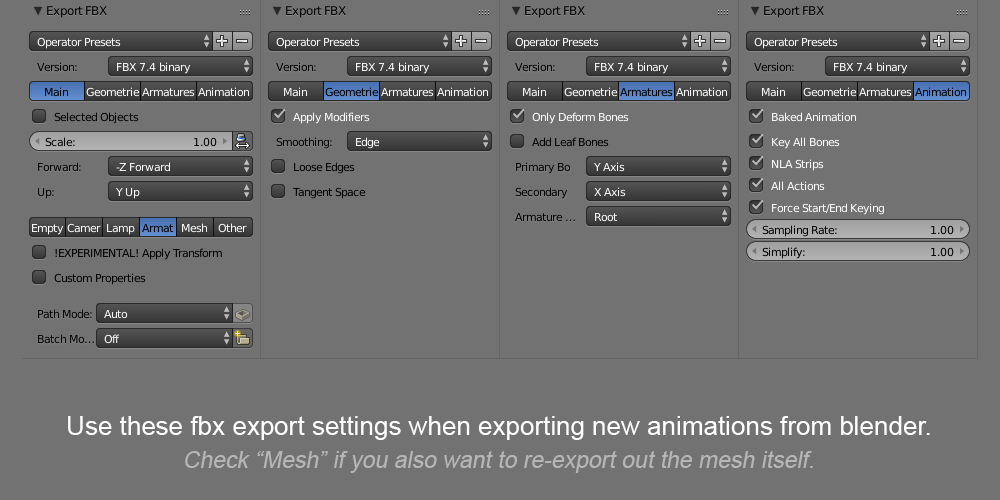 Export FBX
Operator Presets
Version: FBX 7.4 binary
Main Geometrie Armatures Animation
Selected Objects
Scale: 1.00
Forward: -Z Forward
Up: Y Up
Empty Camer Lamp Armat Mesh Other
!EXPERIMENTAL! Apply Transform
Custom Properties
Path Mode: Auto
Batch Mo... Off
Export FBX
Operator Presets
Version: FBX 7.4 binary
Main Geometrie Armatures Animation
Apply Modifiers
Smoothing: Edge
Loose Edges
Tangent Space
Export FBX
Operator Presets
Version: FBX 7.4 binary
Main Geometrie Armatures Animation
Only Deform Bones
Add Leaf Bones
Primary Bo Y Axis
Secondary X Axis
Armature ... Root
Export FBX
Operator Presets
Version: FBX 7.4 binary
Main Geometrie Armatures Animation
Baked Animation
Key All Bones
NLA Strips
All Actions
Force Start/End Keying
Sampling Rate: 1.00
Simplify: 1.00
Use these fbx export settings when exporting new animations from blender.
Check “Mesh” if you also want to re-export out the mesh itself.